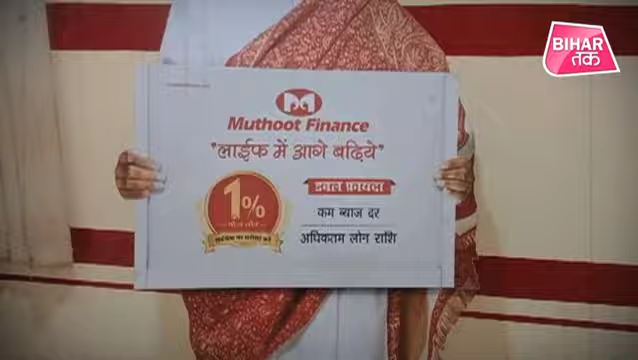 BIHAR
तक
Muthoot Finance
"लाईफ में आगे बढ़िये"
1%
डबल फ़ायदा
कम ब्याज दर
अधिकतम लोन राशि